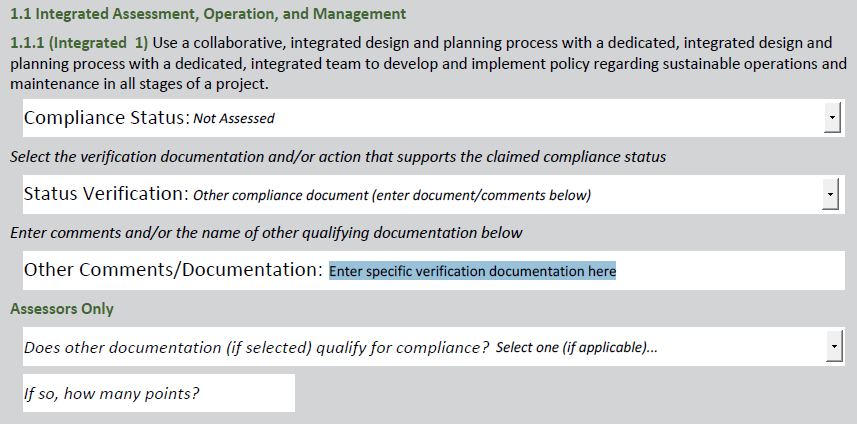 1.1 Integrated Assessment, Operation, and Management
1.1.1 (Integrated 1) Use a collaborative, integrated design and planning process with a dedicated, integrated design and
planning process with a dedicated, integrated team to develop and implement policy regarding sustainable operations and
maintenance in all stages of a project.
Compliance Status: Not Assessed
Select the verification documentation and/or action that supports the claimed compliance status
Status Verification: Other compliance document (enter document/comments below)
Enter comments and/or the name of other qualifying documentation below
Other Comments/Documentation: Enter specific verification documentation here
Assessors Only
Does other documentation (if selected) qualify for compliance? Select one (if applicable)...
If so, how many points?